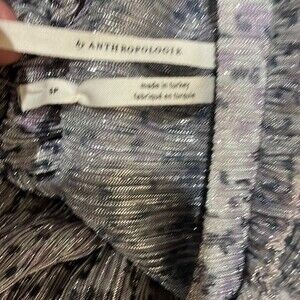 by ANTHROPOLOGIE
SP
made in turkey
fabriqué en turquie